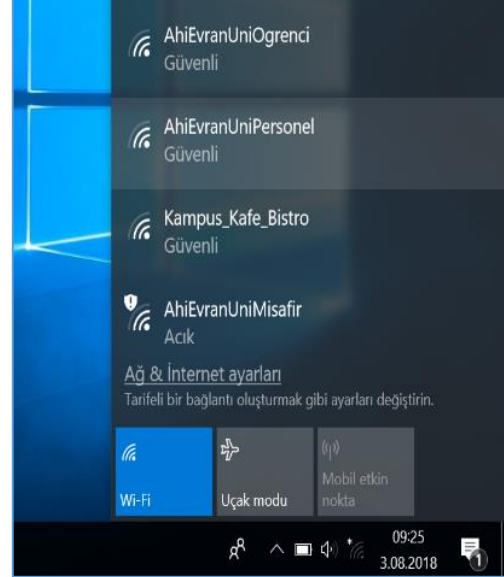 AhiEvranUniOgrenci
Güvenli
AhiEvranUniPersonel
Güvenli
Kampus_Kafe_Bistro
Güvenli
AhiEvranUniMisafir
Açık
Ağ & İnternet ayarları
Tarifeli bir bağlantı oluşturmak gibi ayarları değiştirin.
Wi-Fi
Uçak modu
Mobil etkin
nokta
09:25
3.08.2018
1